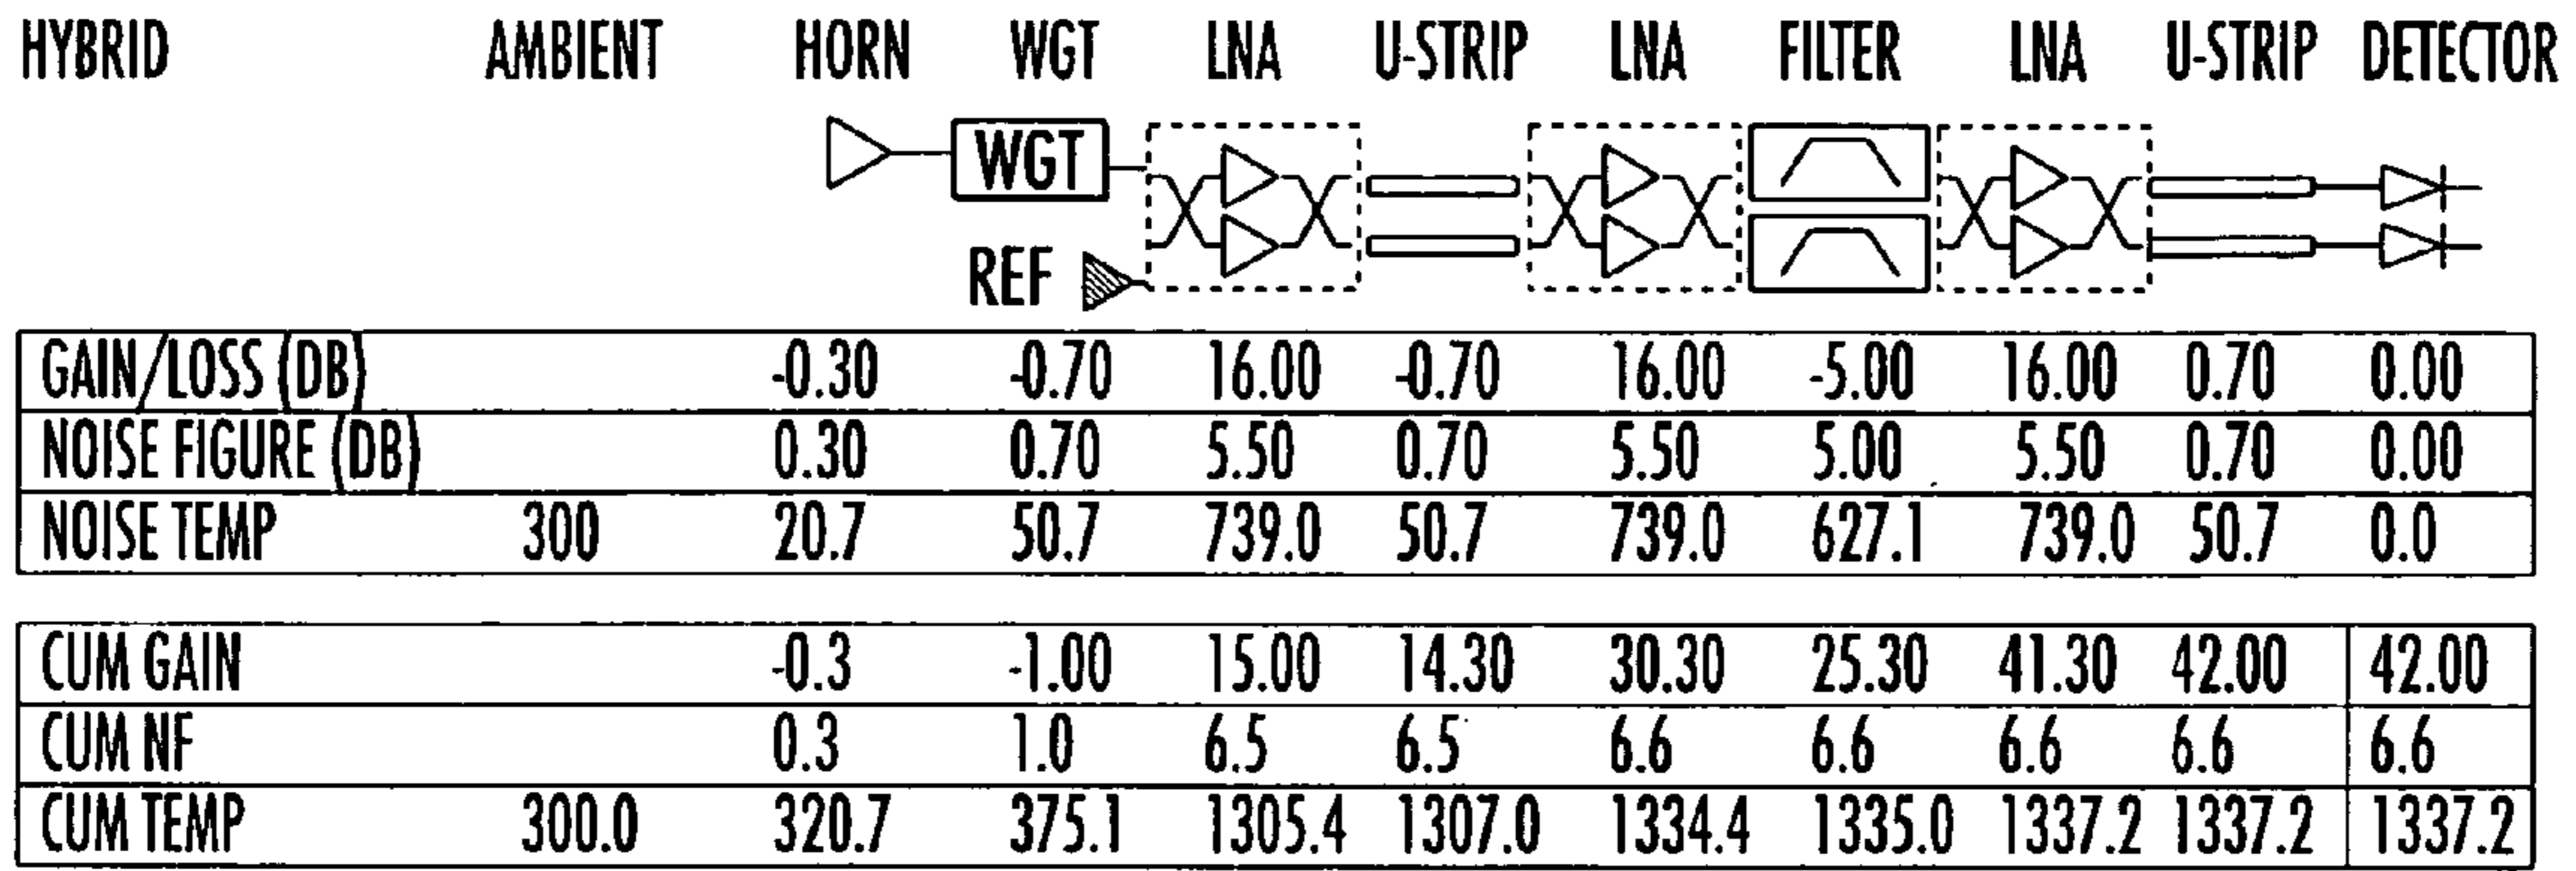 HYBRID AMBIENT HORN WGT LNA U-STRIP LNA FILTER LNA U-STRIP DETECTOR
WGT
REF
GAIN/LOSS (DB) -0.30 -0.70 16.00 -0.70 16.00 -5.00 16.00 0.70 0.00
NOISE FIGURE (DB) 0.30 0.70 5.50 0.70 5.50 5.00 5.50 0.70 0.00
NOISE TEMP 300 20.7 50.7 739.0 50.7 739.0 627.1 739.0 50.7 0.0
CUM GAIN -0.3 -1.00 15.00 14.30 30.30 25.30 41.30 42.00 42.00
CUM NF 0.3 1.0 6.5 6.5 6.6 6.6 6.6 6.6 6.6
CUM TEMP 300.0 320.7 375.1 1305.4 1307.0 1334.4 1335.0 1337.2 1337.2 1337.2